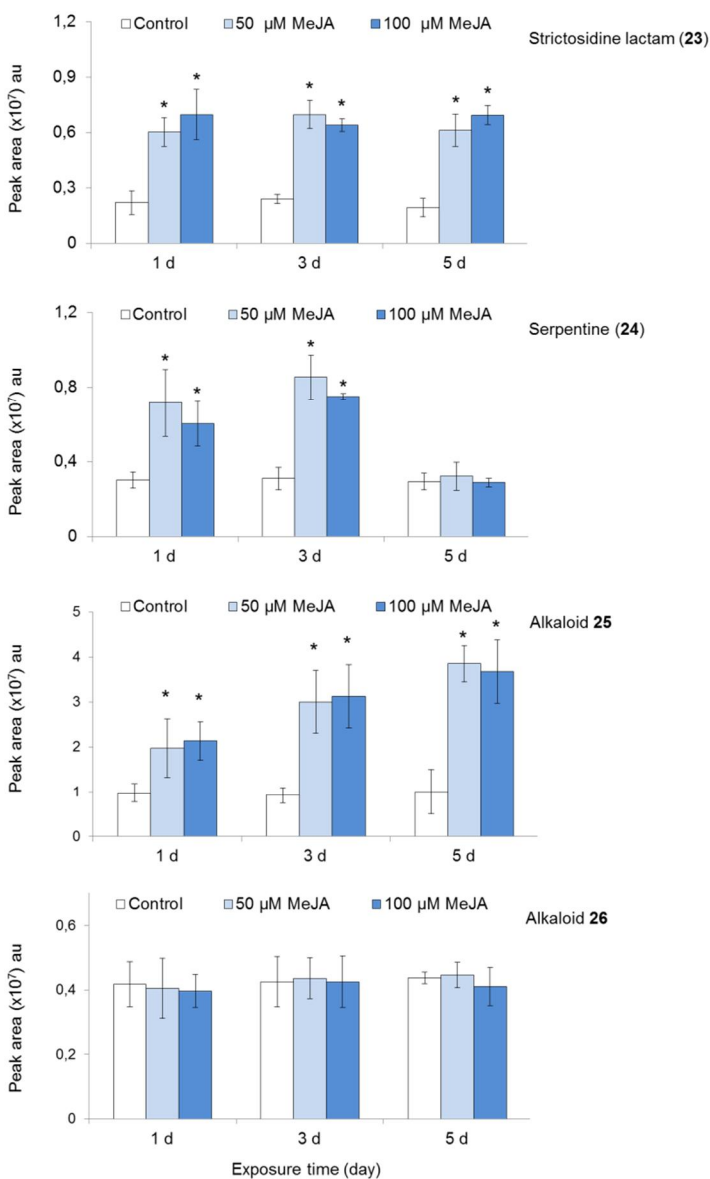 1,2
Control 50 µM MeJA 100 µM MeJA
Strictosidine lactam (23)
0,9
Peak area (x10⁷) au
* * * * * *
0,6
0,3
0
1 d 3 d 5 d
1,2
Control 50 µM MeJA 100 µM MeJA
Serpentine (24)
Peak area (x10⁷) au
* * * *
0,8
0,4
0
1 d 3 d 5 d
5
Control 50 µM MeJA 100 µM MeJA
Alkaloid 25
Peak area (x10⁷) au
* * * * * *
4
3
2
1
0
1 d 3 d 5 d
Control 50 µM MeJA 100 µM MeJA
Alkaloid 26
0,6
Peak area (x10⁷) au
0,4
0,2
0
1 d 3 d 5 d
Exposure time (day)